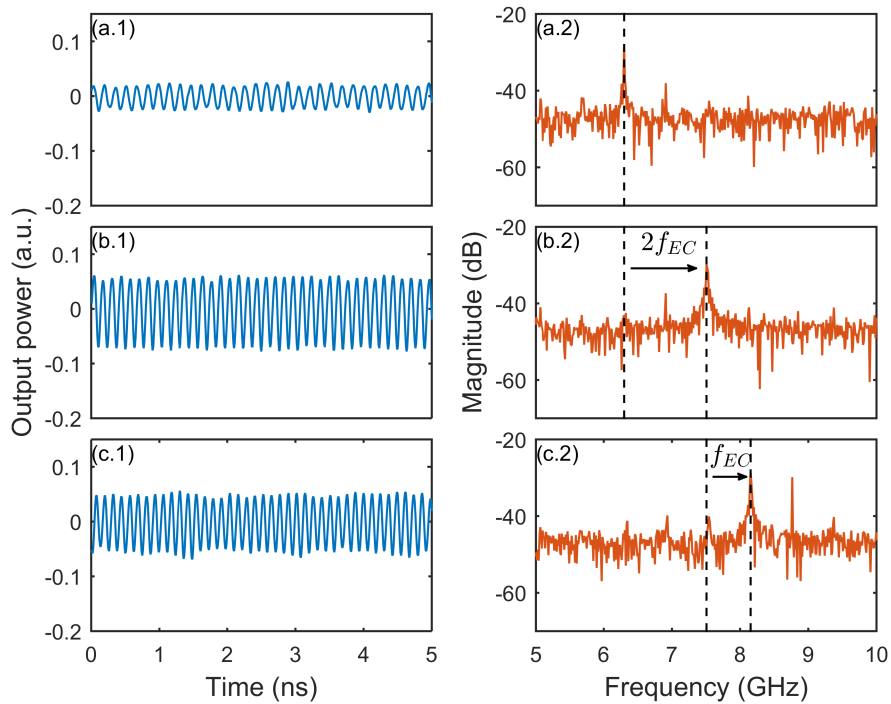 (a.1)
0.1
0
-0.1
-0.2
(a.2)
-20
-40
-60
(b.1)
0.1
0
-0.1
-0.2
(b.2)
2f_EC
-20
-40
-60
(c.1)
0.1
0
-0.1
-0.2
0 1 2 3 4 5
Time (ns)
Output power (a.u.)
(c.2)
f_EC
-20
-40
-60
5 6 7 8 9 10
Frequency (GHz)
Magnitude (dB)